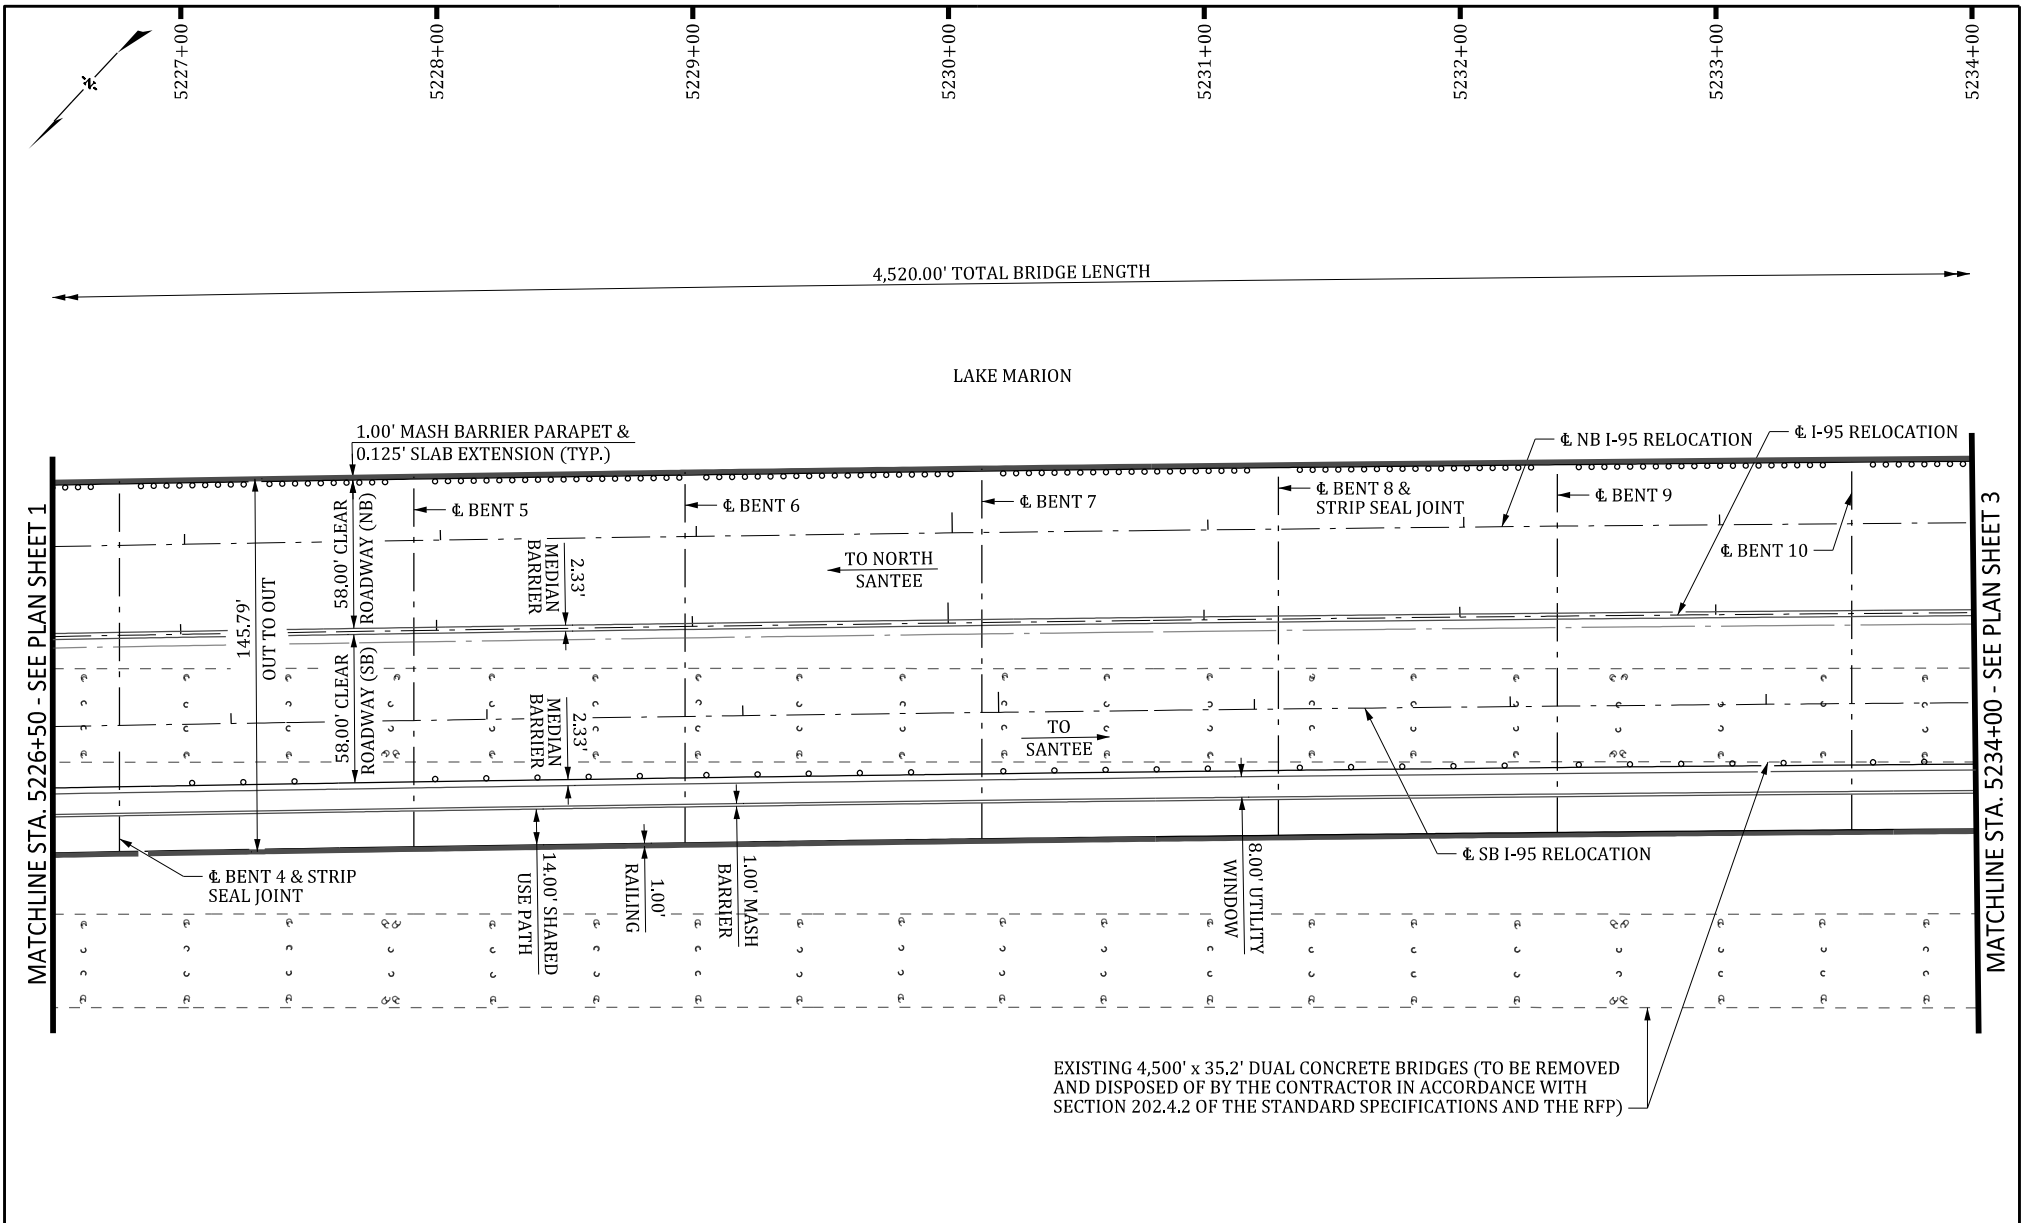 5227+00
5228+00
5229+00
5230+00
5231+00
5232+00
5233+00
5234+00
N
4,520.00' TOTAL BRIDGE LENGTH
LAKE MARION
1.00' MASH BARRIER PARAPET &
0.125' SLAB EXTENSION (TYP.)
℄ NB I-95 RELOCATION
℄ I-95 RELOCATION
MATCHLINE STA. 5226+50 - SEE PLAN SHEET 1
145.79'
OUT TO OUT
58.00' CLEAR
ROADWAY (NB)
58.00' CLEAR
ROADWAY (SB)
℄ BENT 5
2.33'
MEDIAN
BARRIER
2.33'
MEDIAN
BARRIER
℄ BENT 6
TO NORTH
SANTEE
℄ BENT 7
TO
SANTEE
℄ BENT 8 &
STRIP SEAL JOINT
℄ BENT 9
℄ BENT 10
MATCHLINE STA. 5234+00 - SEE PLAN SHEET 3
℄ BENT 4 & STRIP
SEAL JOINT
14.00' SHARED
USE PATH
1.00'
RAILING
1.00' MASH
BARRIER
8.00' UTILITY
WINDOW
℄ SB I-95 RELOCATION
EXISTING 4,500' x 35.2' DUAL CONCRETE BRIDGES (TO BE REMOVED
AND DISPOSED OF BY THE CONTRACTOR IN ACCORDANCE WITH
SECTION 202.4.2 OF THE STANDARD SPECIFICATIONS AND THE RFP)